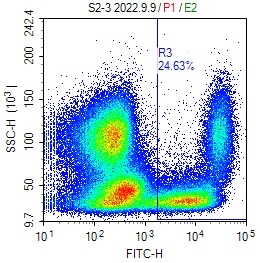 S2-3 2022.9.9 / P1 / E2
242.4
200
150
100
50
9.7
SSC-H (10³)
R3
24.63%
10¹ 10² 10³ 10⁴ 10⁵
FITC-H